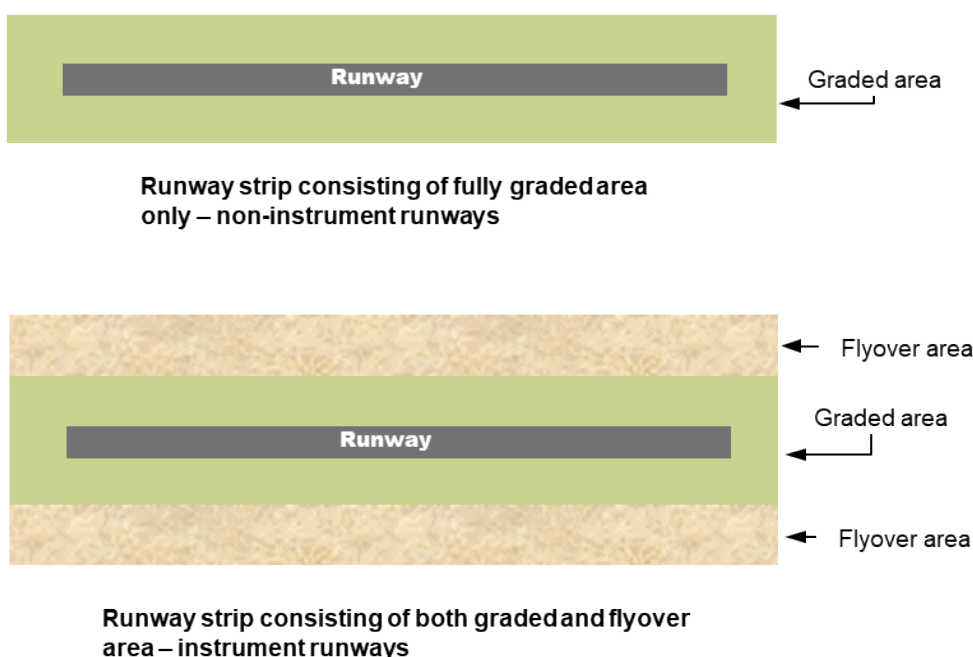 Runway
Graded area
Runway strip consisting of fully graded area
only – non-instrument runways
Flyover area
Graded area
Runway
Flyover area
Runway strip consisting of both graded and flyover
area – instrument runways